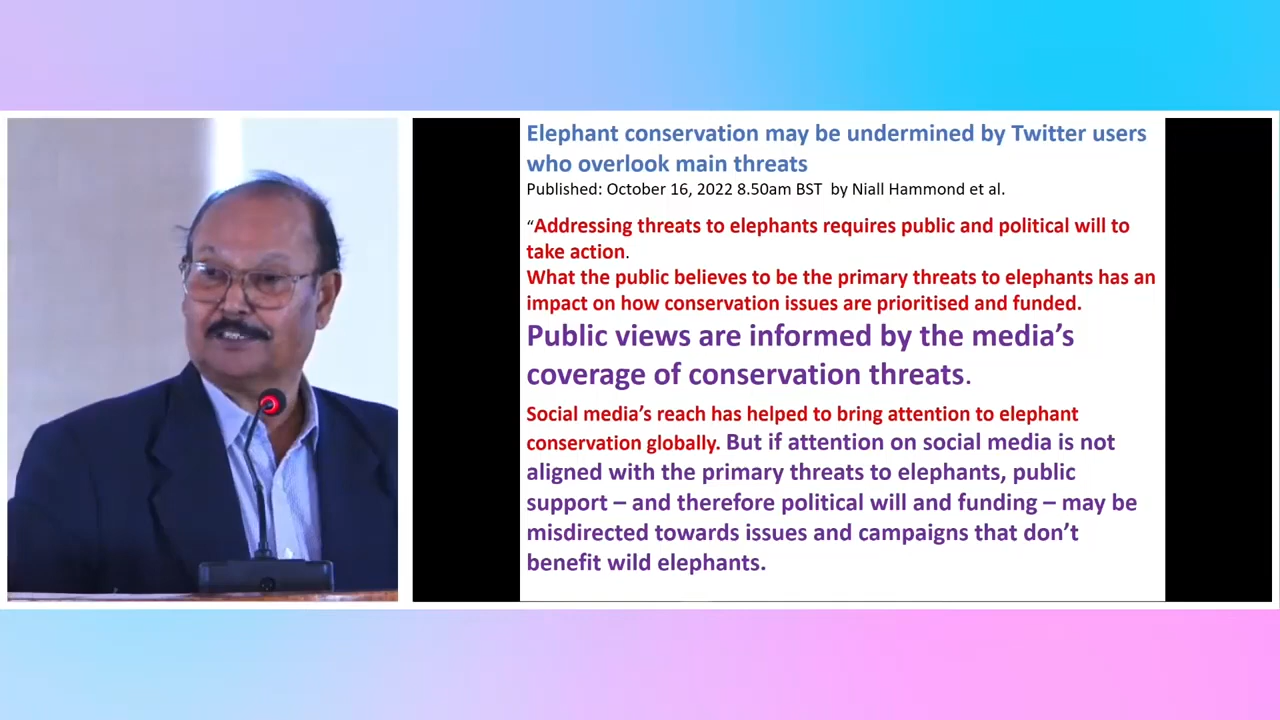 Elephant conservation may be undermined by Twitter users
who overlook main threats
Published: October 16, 2022 8.50am BST by Niall Hammond et al.
“Addressing threats to elephants requires public and political will to
take action.
What the public believes to be the primary threats to elephants has an
impact on how conservation issues are prioritised and funded.
Public views are informed by the media’s
coverage of conservation threats.
Social media’s reach has helped to bring attention to elephant
conservation globally. But if attention on social media is not
aligned with the primary threats to elephants, public
support – and therefore political will and funding – may be
misdirected towards issues and campaigns that don’t
benefit wild elephants.